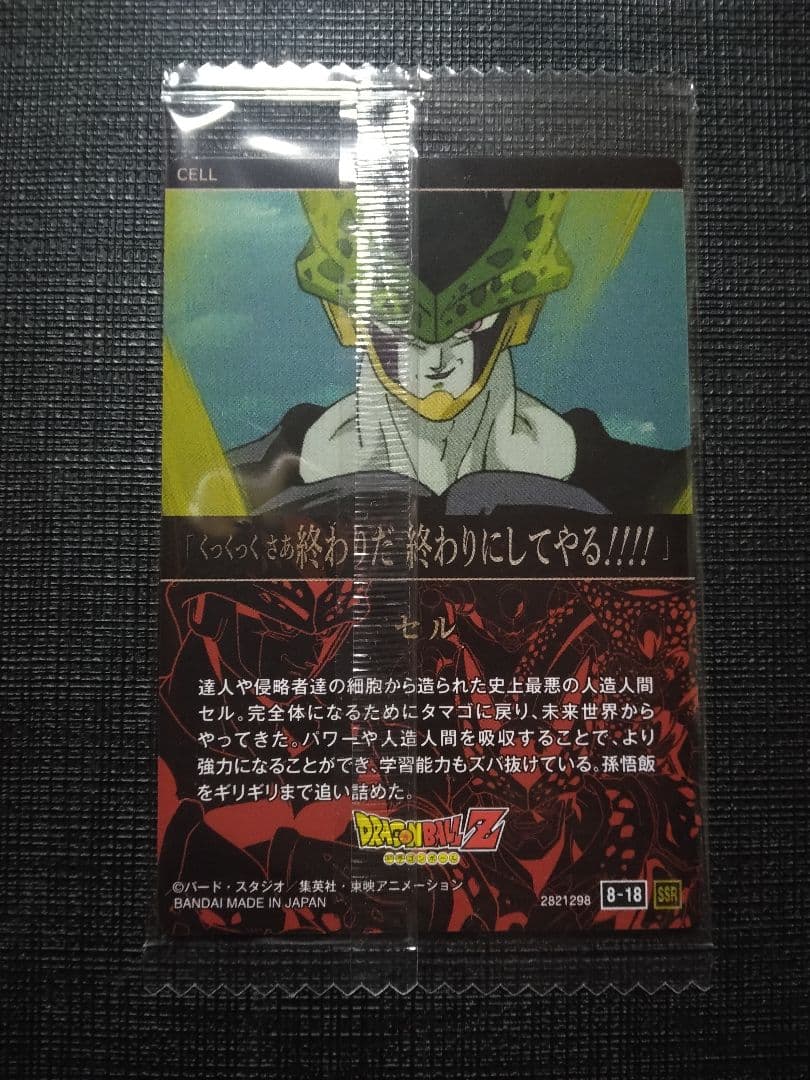 CELL
「くっくっく さあ終わりだ 終わりにしてやる!!!!」
セル
達人や侵略者達の細胞から造られた史上最悪の人造人間
セル。完全体になるためにタマゴに戻り、未来世界から
やってきた。パワーや人造人間を吸収することで、より
強力になることができ、学習能力もズバ抜けている。孫悟飯
をギリギリまで追い詰めた。
DRAGON BALL Z
ドラゴンボール
©バード・スタジオ/集英社・東映アニメーション
BANDAI MADE IN JAPAN 2821298 8-18 SSR